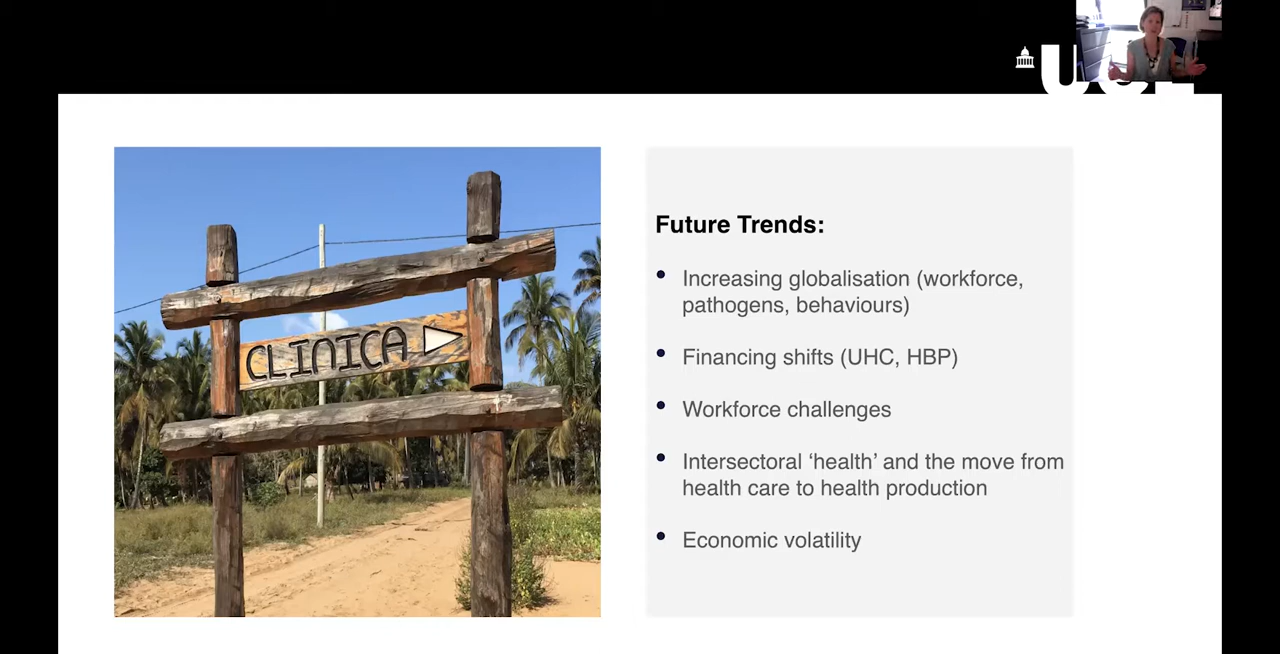 CLINICA
Future Trends:
Increasing globalisation (workforce,
pathogens, behaviours)
Financing shifts (UHC, HBP)
Workforce challenges
Intersectoral ‘health’ and the move from
health care to health production
Economic volatility